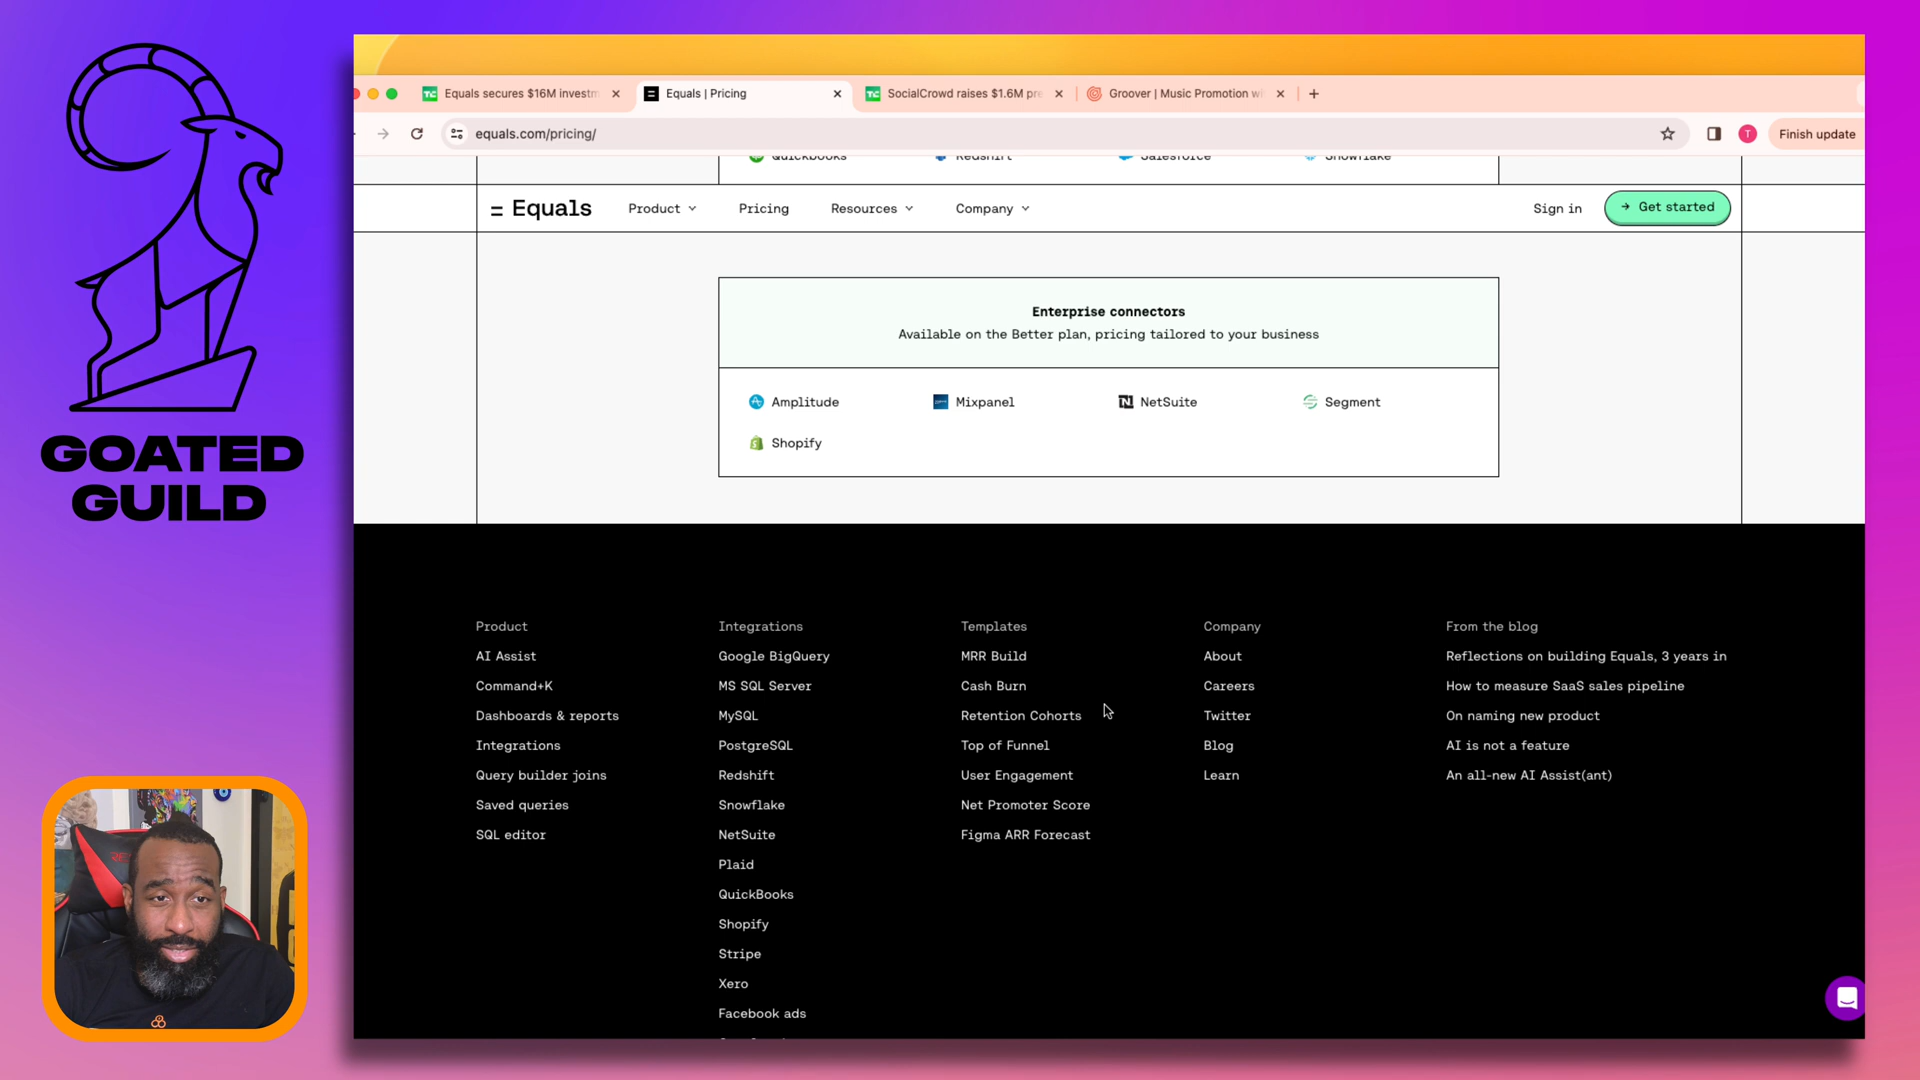 GOATED
GUILD
Equals secures $16M investm
Equals | Pricing
SocialCrowd raises $1.6M pre
Groover | Music Promotion wi
equals.com/pricing/
T
Finish update
Quickbooks
Redshift
Salesforce
Snowflake
Equals
Product
Pricing
Resources
Company
Sign in
Get started
Enterprise connectors
Available on the Better plan, pricing tailored to your business
Amplitude
Mixpanel
NetSuite
Segment
Shopify
Product
AI Assist
Command+K
Dashboards & reports
Integrations
Query builder joins
Saved queries
SQL editor
Integrations
Google BigQuery
MS SQL Server
MySQL
PostgreSQL
Redshift
Snowflake
NetSuite
Plaid
QuickBooks
Shopify
Stripe
Xero
Facebook ads
Templates
MRR Build
Cash Burn
Retention Cohorts
Top of Funnel
User Engagement
Net Promoter Score
Figma ARR Forecast
Company
About
Careers
Twitter
Blog
Learn
From the blog
Reflections on building Equals, 3 years in
How to measure SaaS sales pipeline
On naming new product
AI is not a feature
An all-new AI Assist(ant)